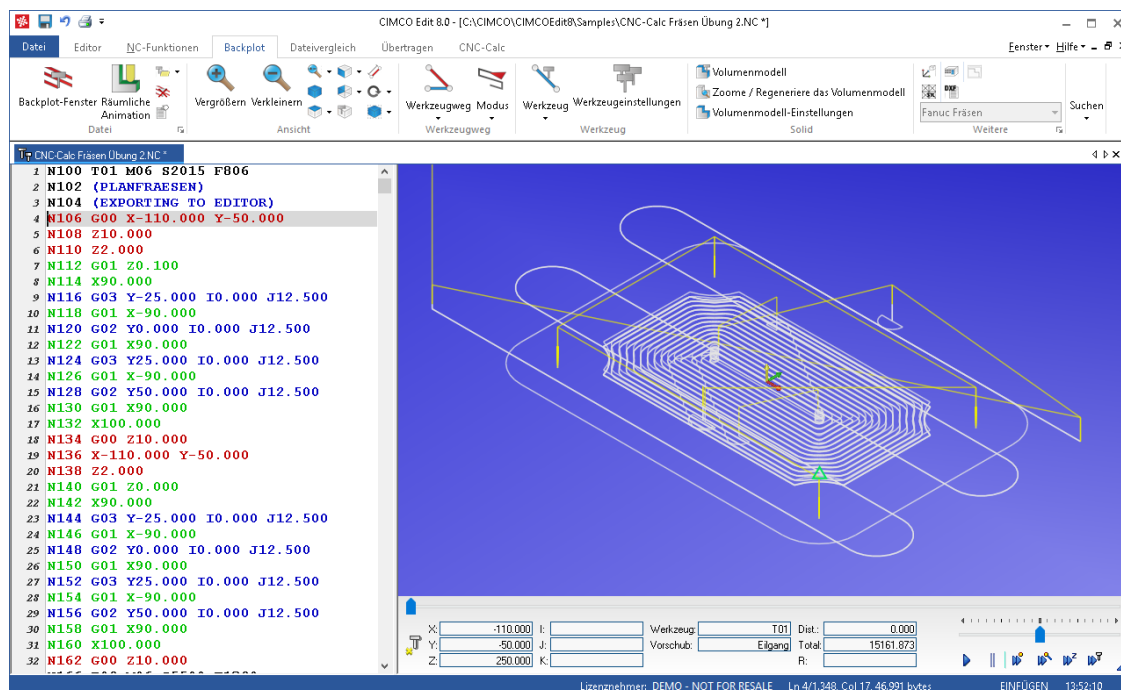 CIMCO Edit 8.0 - [C:\CIMCO\CIMCOEdit8\Samples\CNC-Calc Fräsen Übung 2.NC *]
Datei Editor NC-Funktionen Backplot Dateivergleich Übertragen CNC-Calc Fenster Hilfe
Backplot-Fenster Räumliche Animation
Datei
Vergrößern Verkleinern
Ansicht
Werkzeugweg Modus
Werkzeugweg
Werkzeug Werkzeugeinstellungen
Werkzeug
Volumenmodell
Zoome / Regeneriere das Volumenmodell
Volumenmodell-Einstellungen
Solid
DXF
Fanuc Fräsen
Weitere
Suchen
CNC-Calc Fräsen Übung 2.NC *
1 N100 T01 M06 S2015 F806
2 N102 (PLANFRAESEN)
3 N104 (EXPORTING TO EDITOR)
4 N106 G00 X-110.000 Y-50.000
5 N108 Z10.000
6 N110 Z2.000
7 N112 G01 Z0.100
8 N114 X90.000
9 N116 G03 Y-25.000 I0.000 J12.500
10 N118 G01 X-90.000
11 N120 G02 Y0.000 I0.000 J12.500
12 N122 G01 X90.000
13 N124 G03 Y25.000 I0.000 J12.500
14 N126 G01 X-90.000
15 N128 G02 Y50.000 I0.000 J12.500
16 N130 G01 X90.000
17 N132 X100.000
18 N134 G00 Z10.000
19 N136 X-110.000 Y-50.000
20 N138 Z2.000
21 N140 G01 Z0.000
22 N142 X90.000
23 N144 G03 Y-25.000 I0.000 J12.500
24 N146 G01 X-90.000
25 N148 G02 Y0.000 I0.000 J12.500
26 N150 G01 X90.000
27 N152 G03 Y25.000 I0.000 J12.500
28 N154 G01 X-90.000
29 N156 G02 Y50.000 I0.000 J12.500
30 N158 G01 X90.000
31 N160 X100.000
32 N162 G00 Z10.000
X: -110.000 I: Werkzeug: T01 Dist.: 0.000
Y: -50.000 J: Vorschub: Eilgang Total: 15161.873
Z: 250.000 K: R:
Lizenznehmer: DEMO - NOT FOR RESALE Ln 4/1.348, Col 17, 46.991 bytes EINFÜGEN 13:52:10